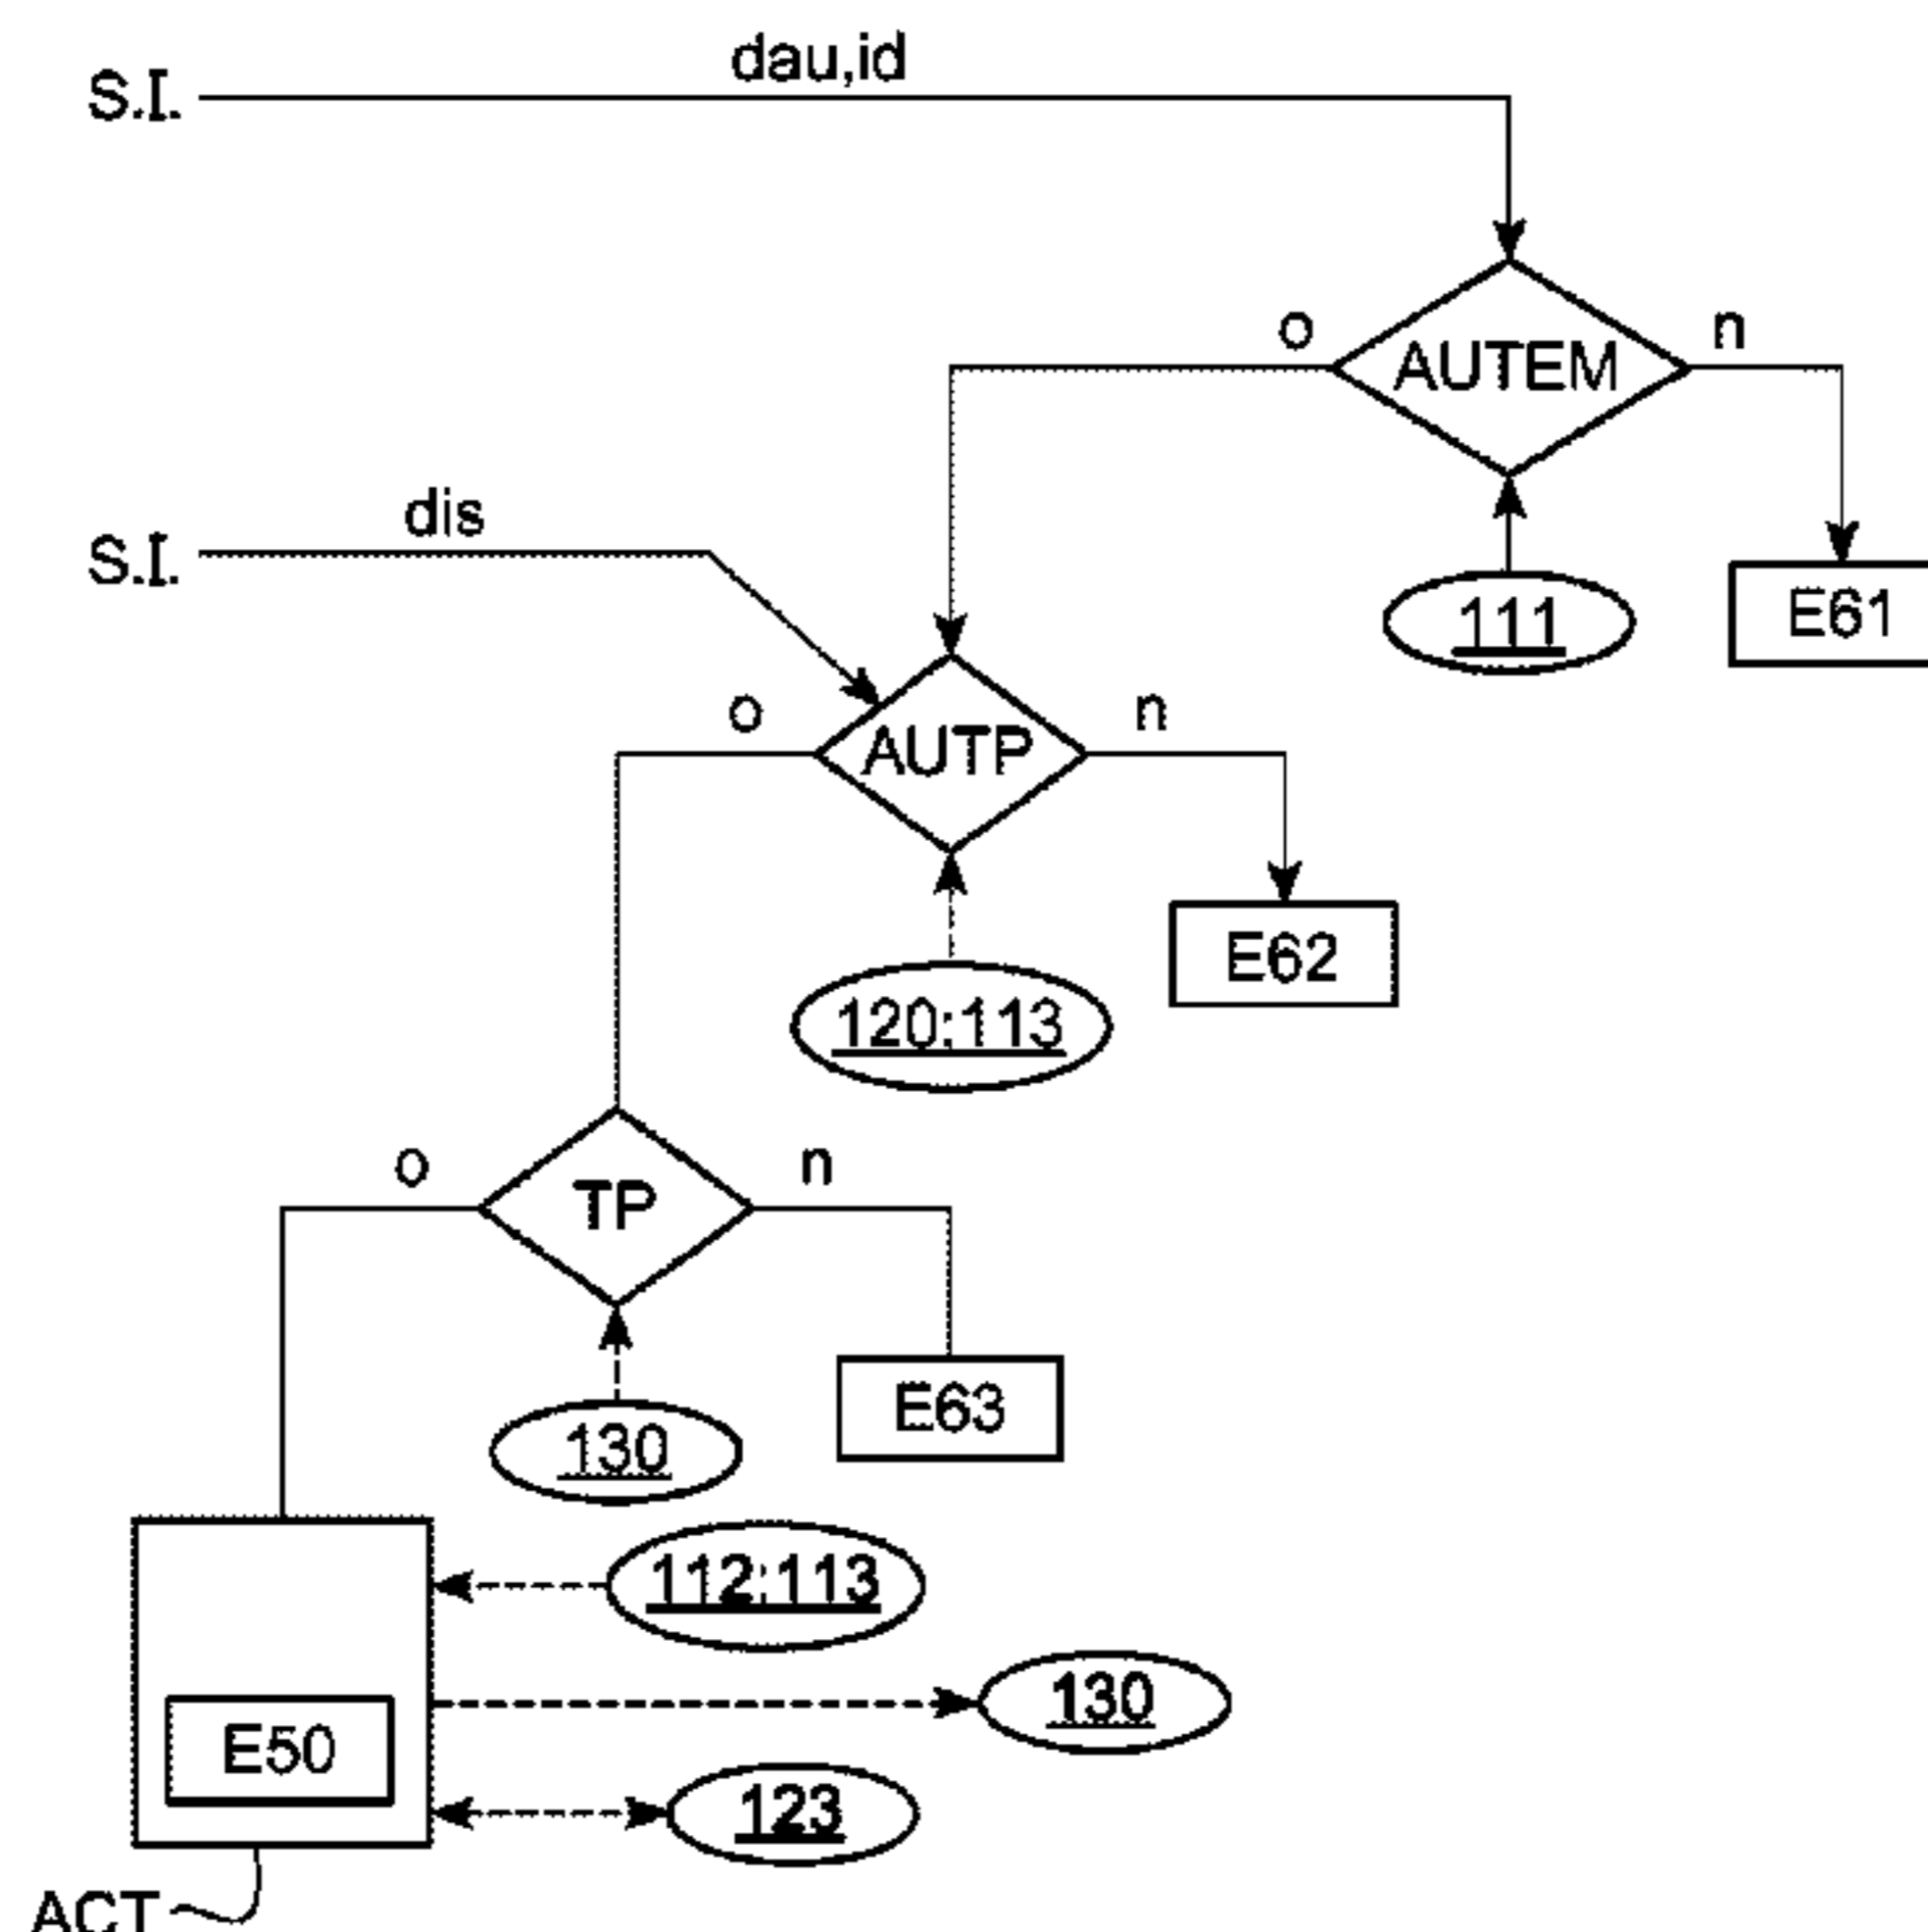 dau,id
S.I.
o
n
AUTEM
dis
S.I.
111
E61
o
n
AUTP
E62
120;113
o
n
TP
E63
130
112;113
130
E50
123
ACT